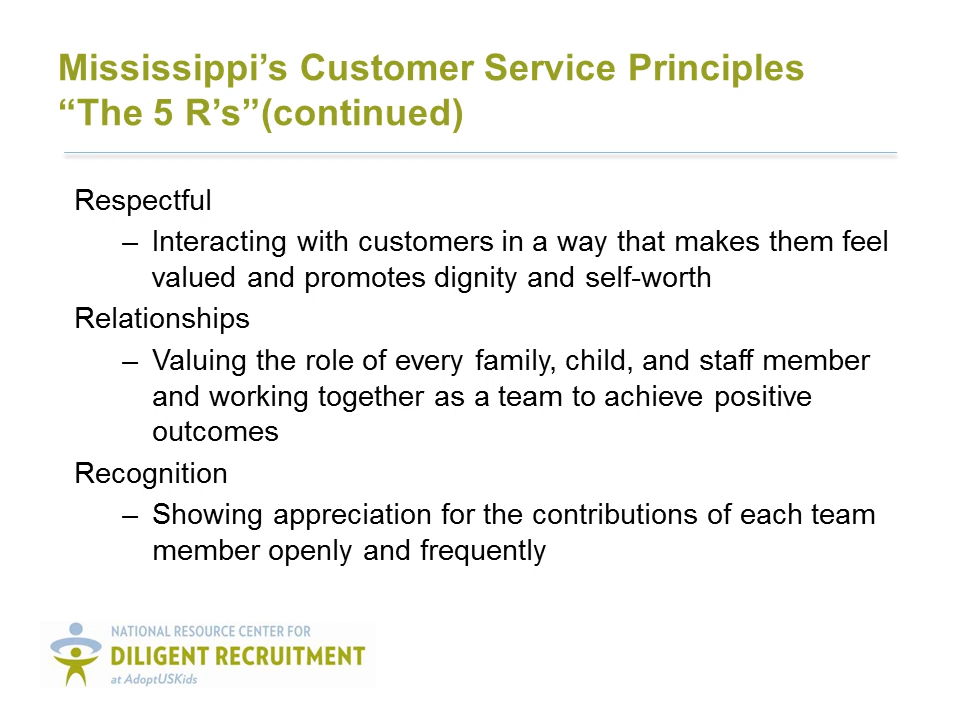 Mississippi’s Customer Service Principles
“The 5 R’s”(continued)
Respectful
– Interacting with customers in a way that makes them feel
valued and promotes dignity and self-worth
Relationships
– Valuing the role of every family, child, and staff member
and working together as a team to achieve positive
outcomes
Recognition
– Showing appreciation for the contributions of each team
member openly and frequently
NATIONAL RESOURCE CENTER FOR
DILIGENT RECRUITMENT
at AdoptUSKids